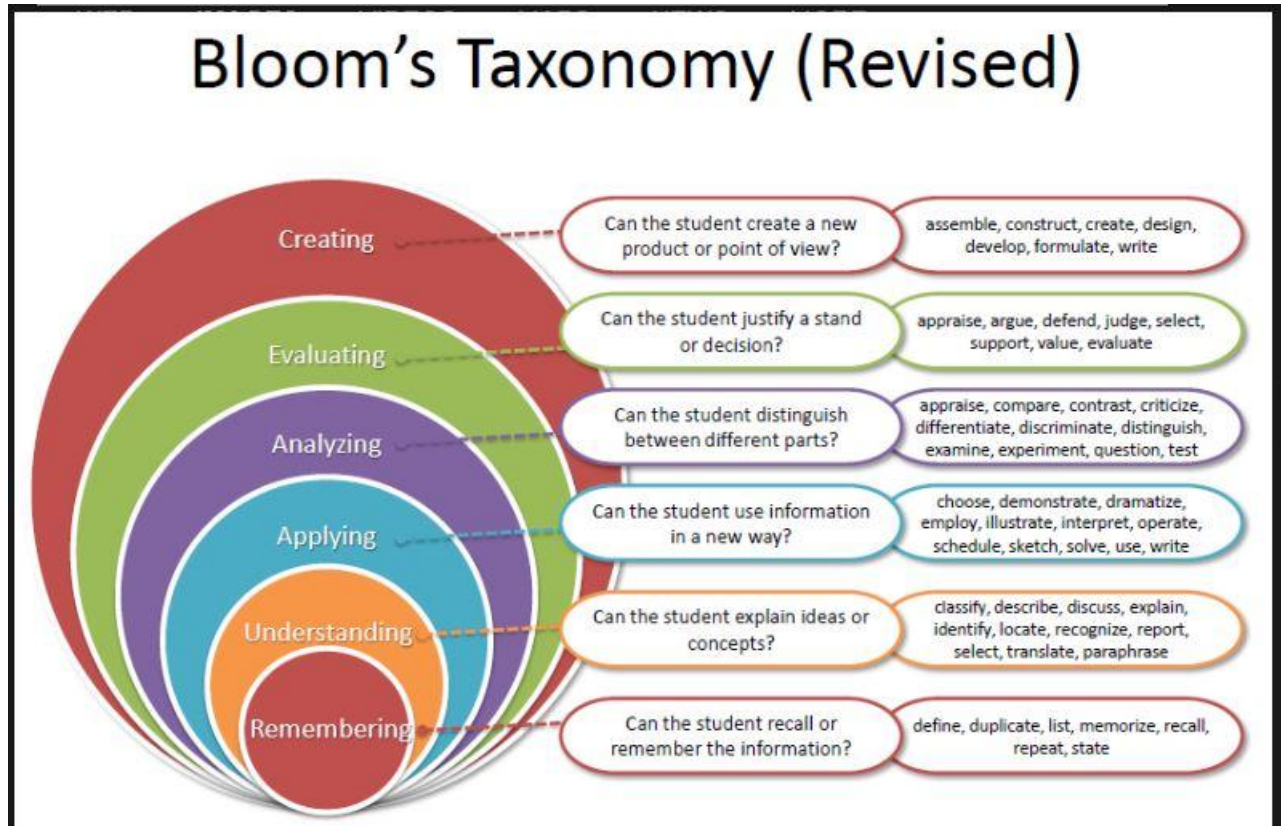 Bloom's Taxonomy (Revised)
Creating
Can the student create a new
product or point of view?
assemble, construct, create, design,
develop, formulate, write
Evaluating
Can the student justify a stand
or decision?
appraise, argue, defend, judge, select,
support, value, evaluate
Analyzing
Can the student distinguish
between different parts?
appraise, compare, contrast, criticize,
differentiate, discriminate, distinguish,
examine, experiment, question, test
Applying
Can the student use information
in a new way?
choose, demonstrate, dramatize,
employ, illustrate, interpret, operate,
schedule, sketch, solve, use, write
Understanding
Can the student explain ideas or
concepts?
classify, describe, discuss, explain,
identify, locate, recognize, report,
select, translate, paraphrase
Remembering
Can the student recall or
remember the information?
define, duplicate, list, memorize, recall,
repeat, state